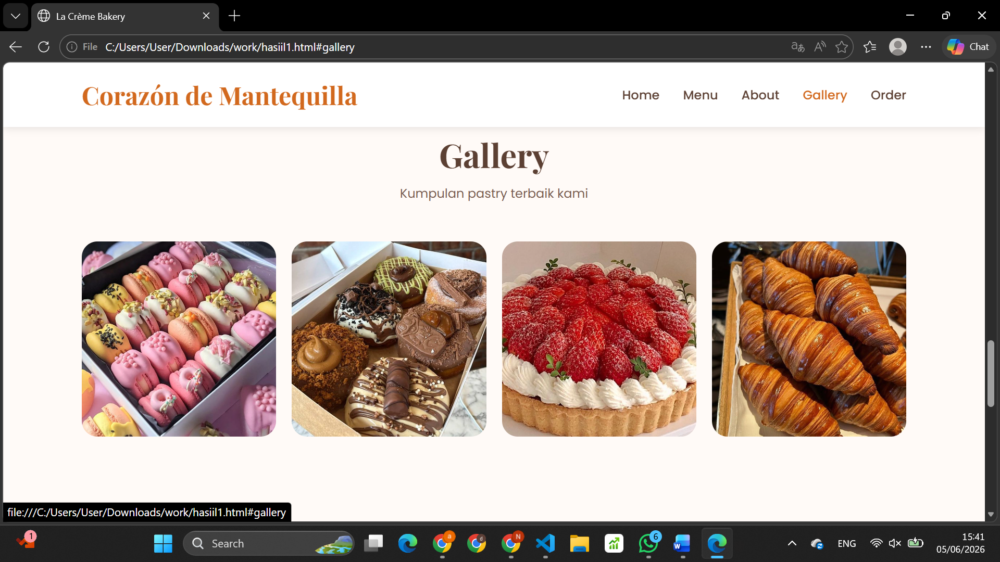 La Crème Bakery
File C:/Users/User/Downloads/work/hasiil1.html#gallery
Chat
Corazón de Mantequilla
Home Menu About Gallery Order
Gallery
Kumpulan pastry terbaik kami
file:///C:/Users/User/Downloads/work/hasiil1.html#gallery
1
Search
a
d
N
6
ENG
15:41
05/06/2026